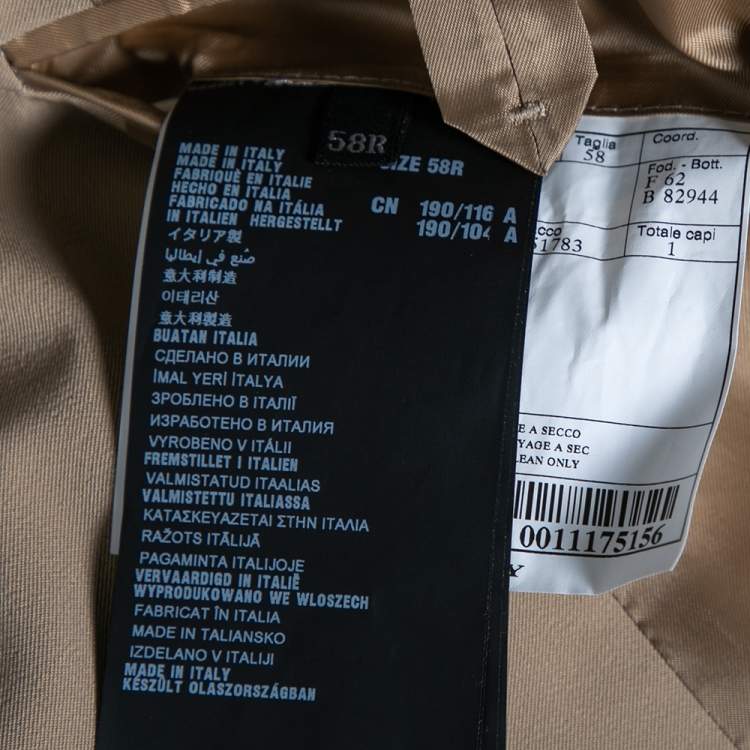 58R
MADE IN ITALY
MADE IN ITALY
FABRIQUÉ EN ITALIE
HECHO EN ITALIA
FABRICADO NA ITÁLIA
IN ITALIEN HERGESTELLT
イタリア製
صُنع في إيطاليا
意大利制造
이테리산
意大利製造
BUATAN ITALIA
СДЕЛАНО В ИТАЛИИ
İMAL YERİ İTALYA
ЗРОБЛЕНО В ІТАЛІЇ
ИЗРАБОТЕНО В ИТАЛИЯ
VYROBENO V ITÁLII
FREMSTILLET I ITALIEN
VALMISTATUD ITAALIAS
VALMISTETTU ITALIASSA
ΚΑΤΑΣΚΕΥΑΖΕΤΑΙ ΣΤΗΝ ΙΤΑΛΙΑ
RAŽOTS ITĀLIJĀ
PAGAMINTA ITALIJOJE
VERVAARDIGD IN ITALIË
WYPRODUKOWANO WE WLOSZECH
FABRICAT ÎN ITALIA
MADE IN TALIANSKO
IZDELANO V ITALIJI
MADE IN ITALY
KÉSZÜLT OLASZORSZÁGBAN
SIZE 58R
CN 190/116 A
190/104 A
Taglia
58
Coord.
Fod. - Bott.
F 62
B 82944
1783
Totale capi
1
E A SECCO
YAGE A SEC
EAN ONLY
0011175156
Y